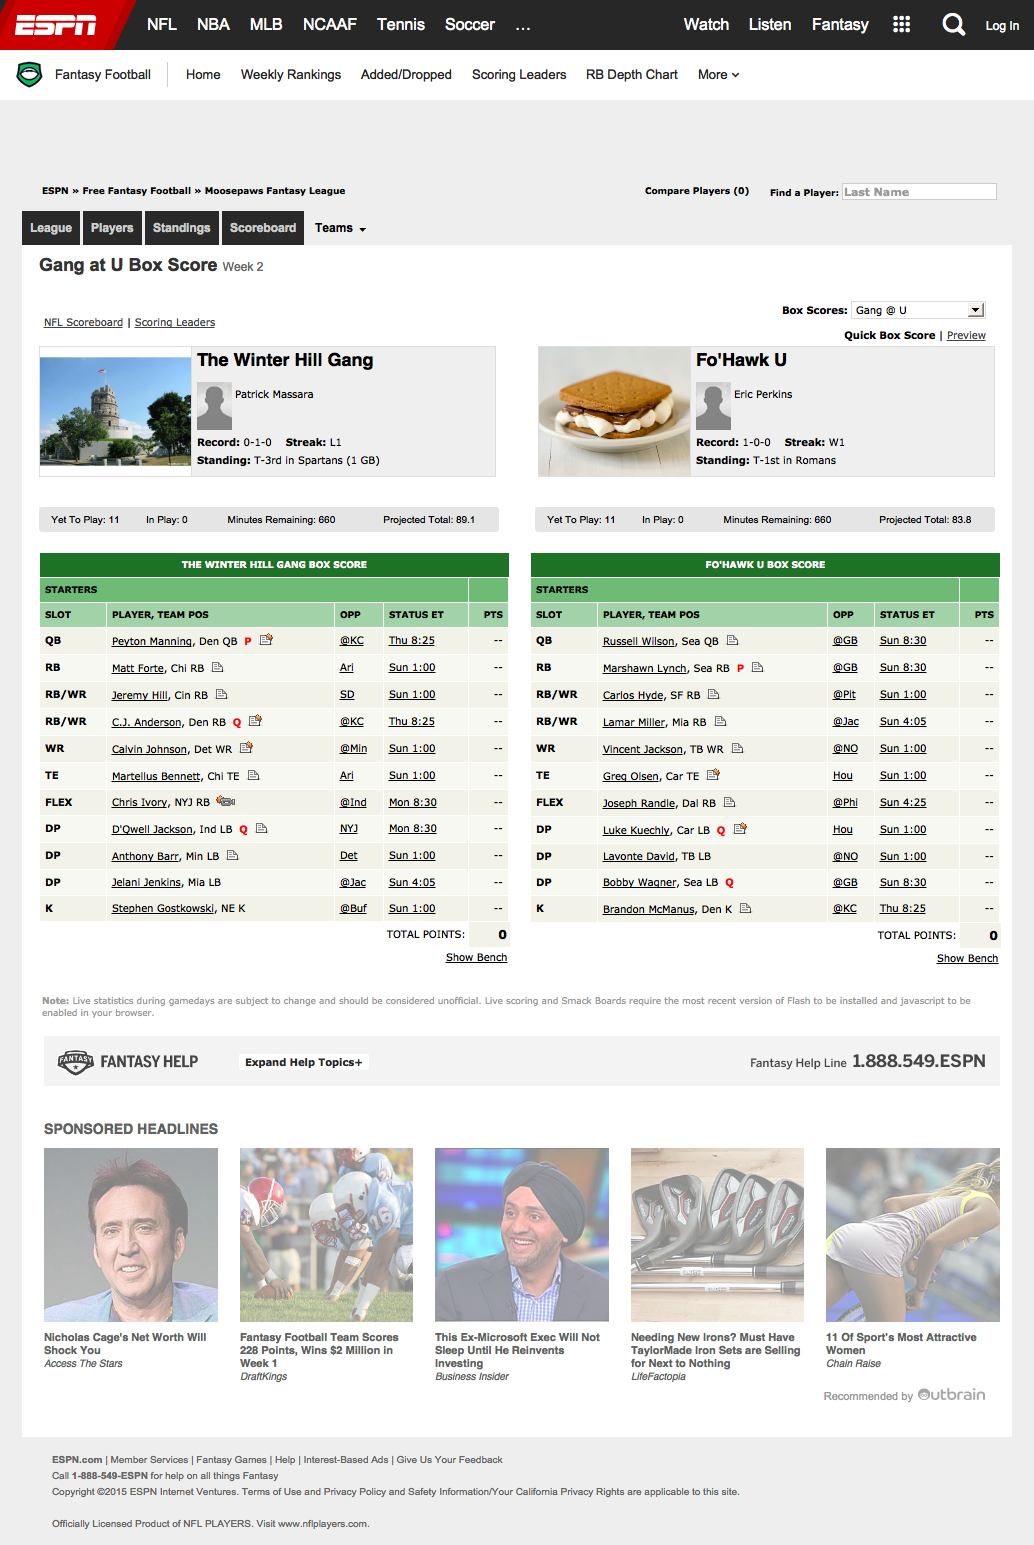 ESPN NFL NBA MLB NCAAF Tennis Soccer ... Watch Listen Fantasy Log In
Fantasy Football Home Weekly Rankings Added/Dropped Scoring Leaders RB Depth Chart More
ESPN » Free Fantasy Football » Moosepaws Fantasy League Compare Players (0) Find a Player: Last Name
League Players Standings Scoreboard Teams
Gang at U Box Score Week 2
Box Scores: Gang @ U
NFL Scoreboard | Scoring Leaders
Quick Box Score | Preview
The Winter Hill Gang
Patrick Massara
Record: 0-1-0 Streak: L1
Standing: T-3rd in Spartans (1 GB)
Fo'Hawk U
Eric Perkins
Record: 1-0-0 Streak: W1
Standing: T-1st in Romans
Yet To Play: 11 In Play: 0 Minutes Remaining: 660 Projected Total: 89.1
Yet To Play: 11 In Play: 0 Minutes Remaining: 660 Projected Total: 83.8
THE WINTER HILL GANG BOX SCORE
STARTERS
SLOT PLAYER, TEAM POS OPP STATUS ET PTS
QB Peyton Manning, Den QB P @KC Thu 8:25 --
RB Matt Forte, Chi RB Ari Sun 1:00 --
RB/WR Jeremy Hill, Cin RB SD Sun 1:00 --
RB/WR C.J. Anderson, Den RB Q @KC Thu 8:25 --
WR Calvin Johnson, Det WR @Min Sun 1:00 --
TE Martellus Bennett, Chi TE Ari Sun 1:00 --
FLEX Chris Ivory, NYJ RB @Ind Mon 8:30 --
DP D'Qwell Jackson, Ind LB Q NYJ Mon 8:30 --
DP Anthony Barr, Min LB Det Sun 1:00 --
DP Jelani Jenkins, Mia LB @Jac Sun 4:05 --
K Stephen Gostkowski, NE K @Buf Sun 1:00 --
TOTAL POINTS: 0
Show Bench
FO'HAWK U BOX SCORE
STARTERS
SLOT PLAYER, TEAM POS OPP STATUS ET PTS
QB Russell Wilson, Sea QB @GB Sun 8:30 --
RB Marshawn Lynch, Sea RB P @GB Sun 8:30 --
RB/WR Carlos Hyde, SF RB @Pit Sun 1:00 --
RB/WR Lamar Miller, Mia RB @Jac Sun 4:05 --
WR Vincent Jackson, TB WR @NO Sun 1:00 --
TE Greg Olsen, Car TE Hou Sun 1:00 --
FLEX Joseph Randle, Dal RB @Phi Sun 4:25 --
DP Luke Kuechly, Car LB Q Hou Sun 1:00 --
DP Lavonte David, TB LB @NO Sun 1:00 --
DP Bobby Wagner, Sea LB Q @GB Sun 8:30 --
K Brandon McManus, Den K @KC Thu 8:25 --
TOTAL POINTS: 0
Show Bench
Note: Live statistics during gamedays are subject to change and should be considered unofficial. Live scoring and Smack Boards require the most recent version of Flash to be installed and javascript to be
enabled in your browser.
FANTASY FANTASY HELP Expand Help Topics+ Fantasy Help Line 1.888.549.ESPN
SPONSORED HEADLINES
Nicholas Cage's Net Worth Will
Shock You
Access The Stars
Fantasy Football Team Scores
228 Points, Wins $2 Million in
Week 1
DraftKings
This Ex-Microsoft Exec Will Not
Sleep Until He Reinvents
Investing
Business Insider
Needing New Irons? Must Have
TaylorMade Iron Sets are Selling
for Next to Nothing
LifeFactopia
11 Of Sport's Most Attractive
Women
Chain Raise
Recommended by Outbrain
ESPN.com | Member Services | Fantasy Games | Help | Interest-Based Ads | Give Us Your Feedback
Call 1-888-549-ESPN for help on all things Fantasy
Copyright ©2015 ESPN Internet Ventures. Terms of Use and Privacy Policy and Safety Information/Your California Privacy Rights are applicable to this site.
Officially Licensed Product of NFL PLAYERS. Visit www.nflplayers.com.